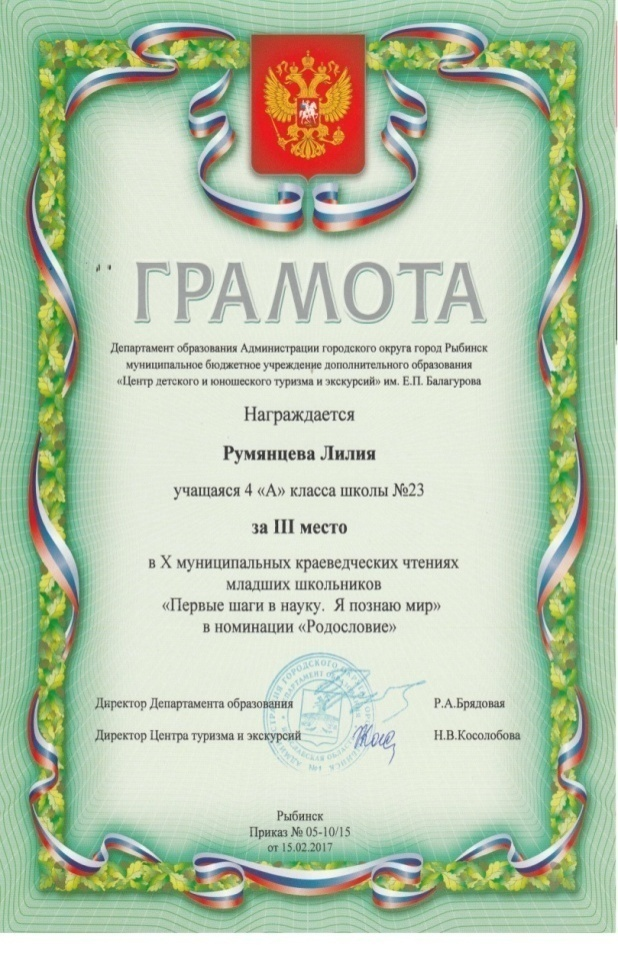 ГРАМОТА
Департамент образования Администрации городского округа город Рыбинск
муниципальное бюджетное учреждение дополнительного образования
«Центр детского и юношеского туризма и экскурсий» им. Е.П. Балагурова
Награждается
Румянцева Лилия
учащаяся 4 «А» класса школы №23
за III место
в X муниципальных краеведческих чтениях
младших школьников
«Первые шаги в науку.  Я познаю мир»
в номинации «Родословие»
Директор Департамента образования Р.А.Брядовая
Директор Центра туризма и экскурсий Н.В.Косолобова
Рыбинск
Приказ № 05-10/15
от 15.02.2017